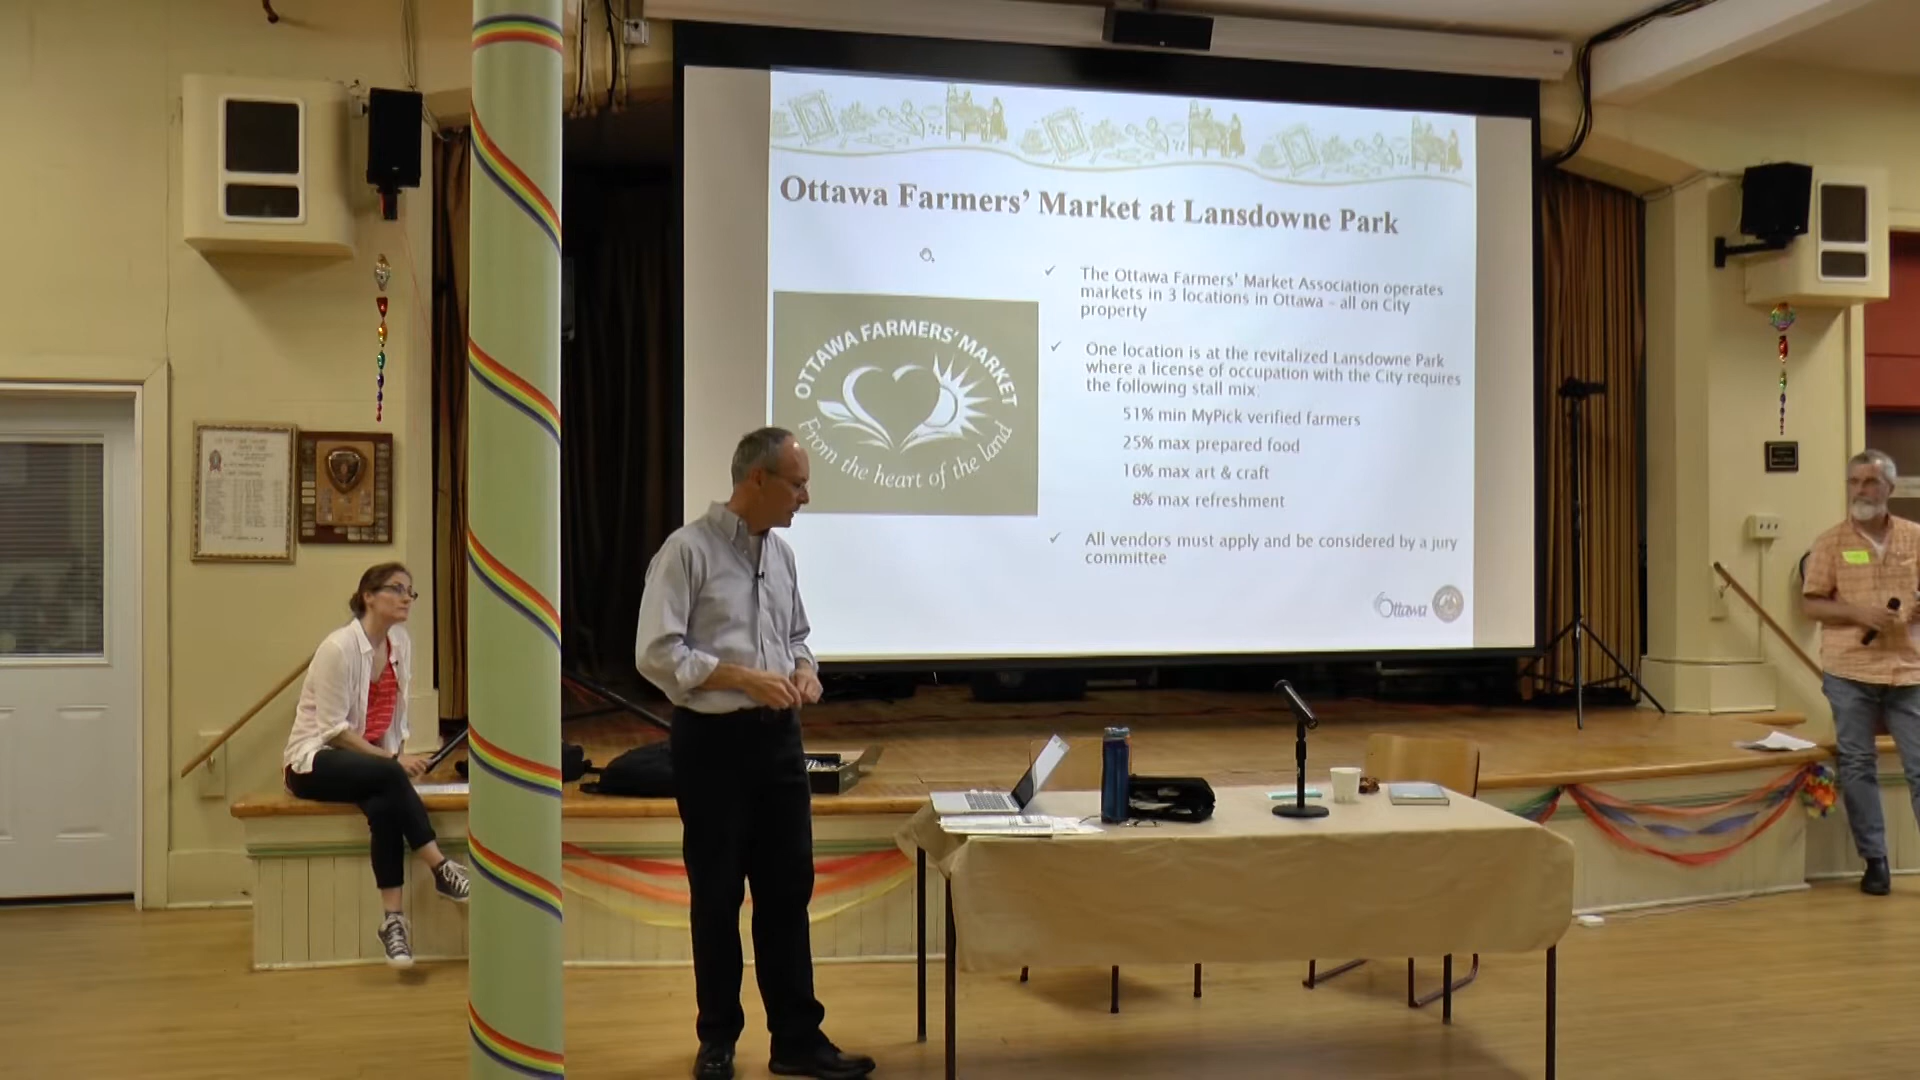 Ottawa Farmers' Market at Lansdowne Park
OTTAWA FARMERS' MARKET
From the heart of the land
✓ The Ottawa Farmers' Market Association operates
markets in 3 locations in Ottawa - all on City
property
✓ One location is at the revitalized Lansdowne Park
where a license of occupation with the City requires
the following stall mix:
51% min MyPick verified farmers
25% max prepared food
16% max art & craft
8% max refreshment
✓ All vendors must apply and be considered by a jury
committee
Ottawa